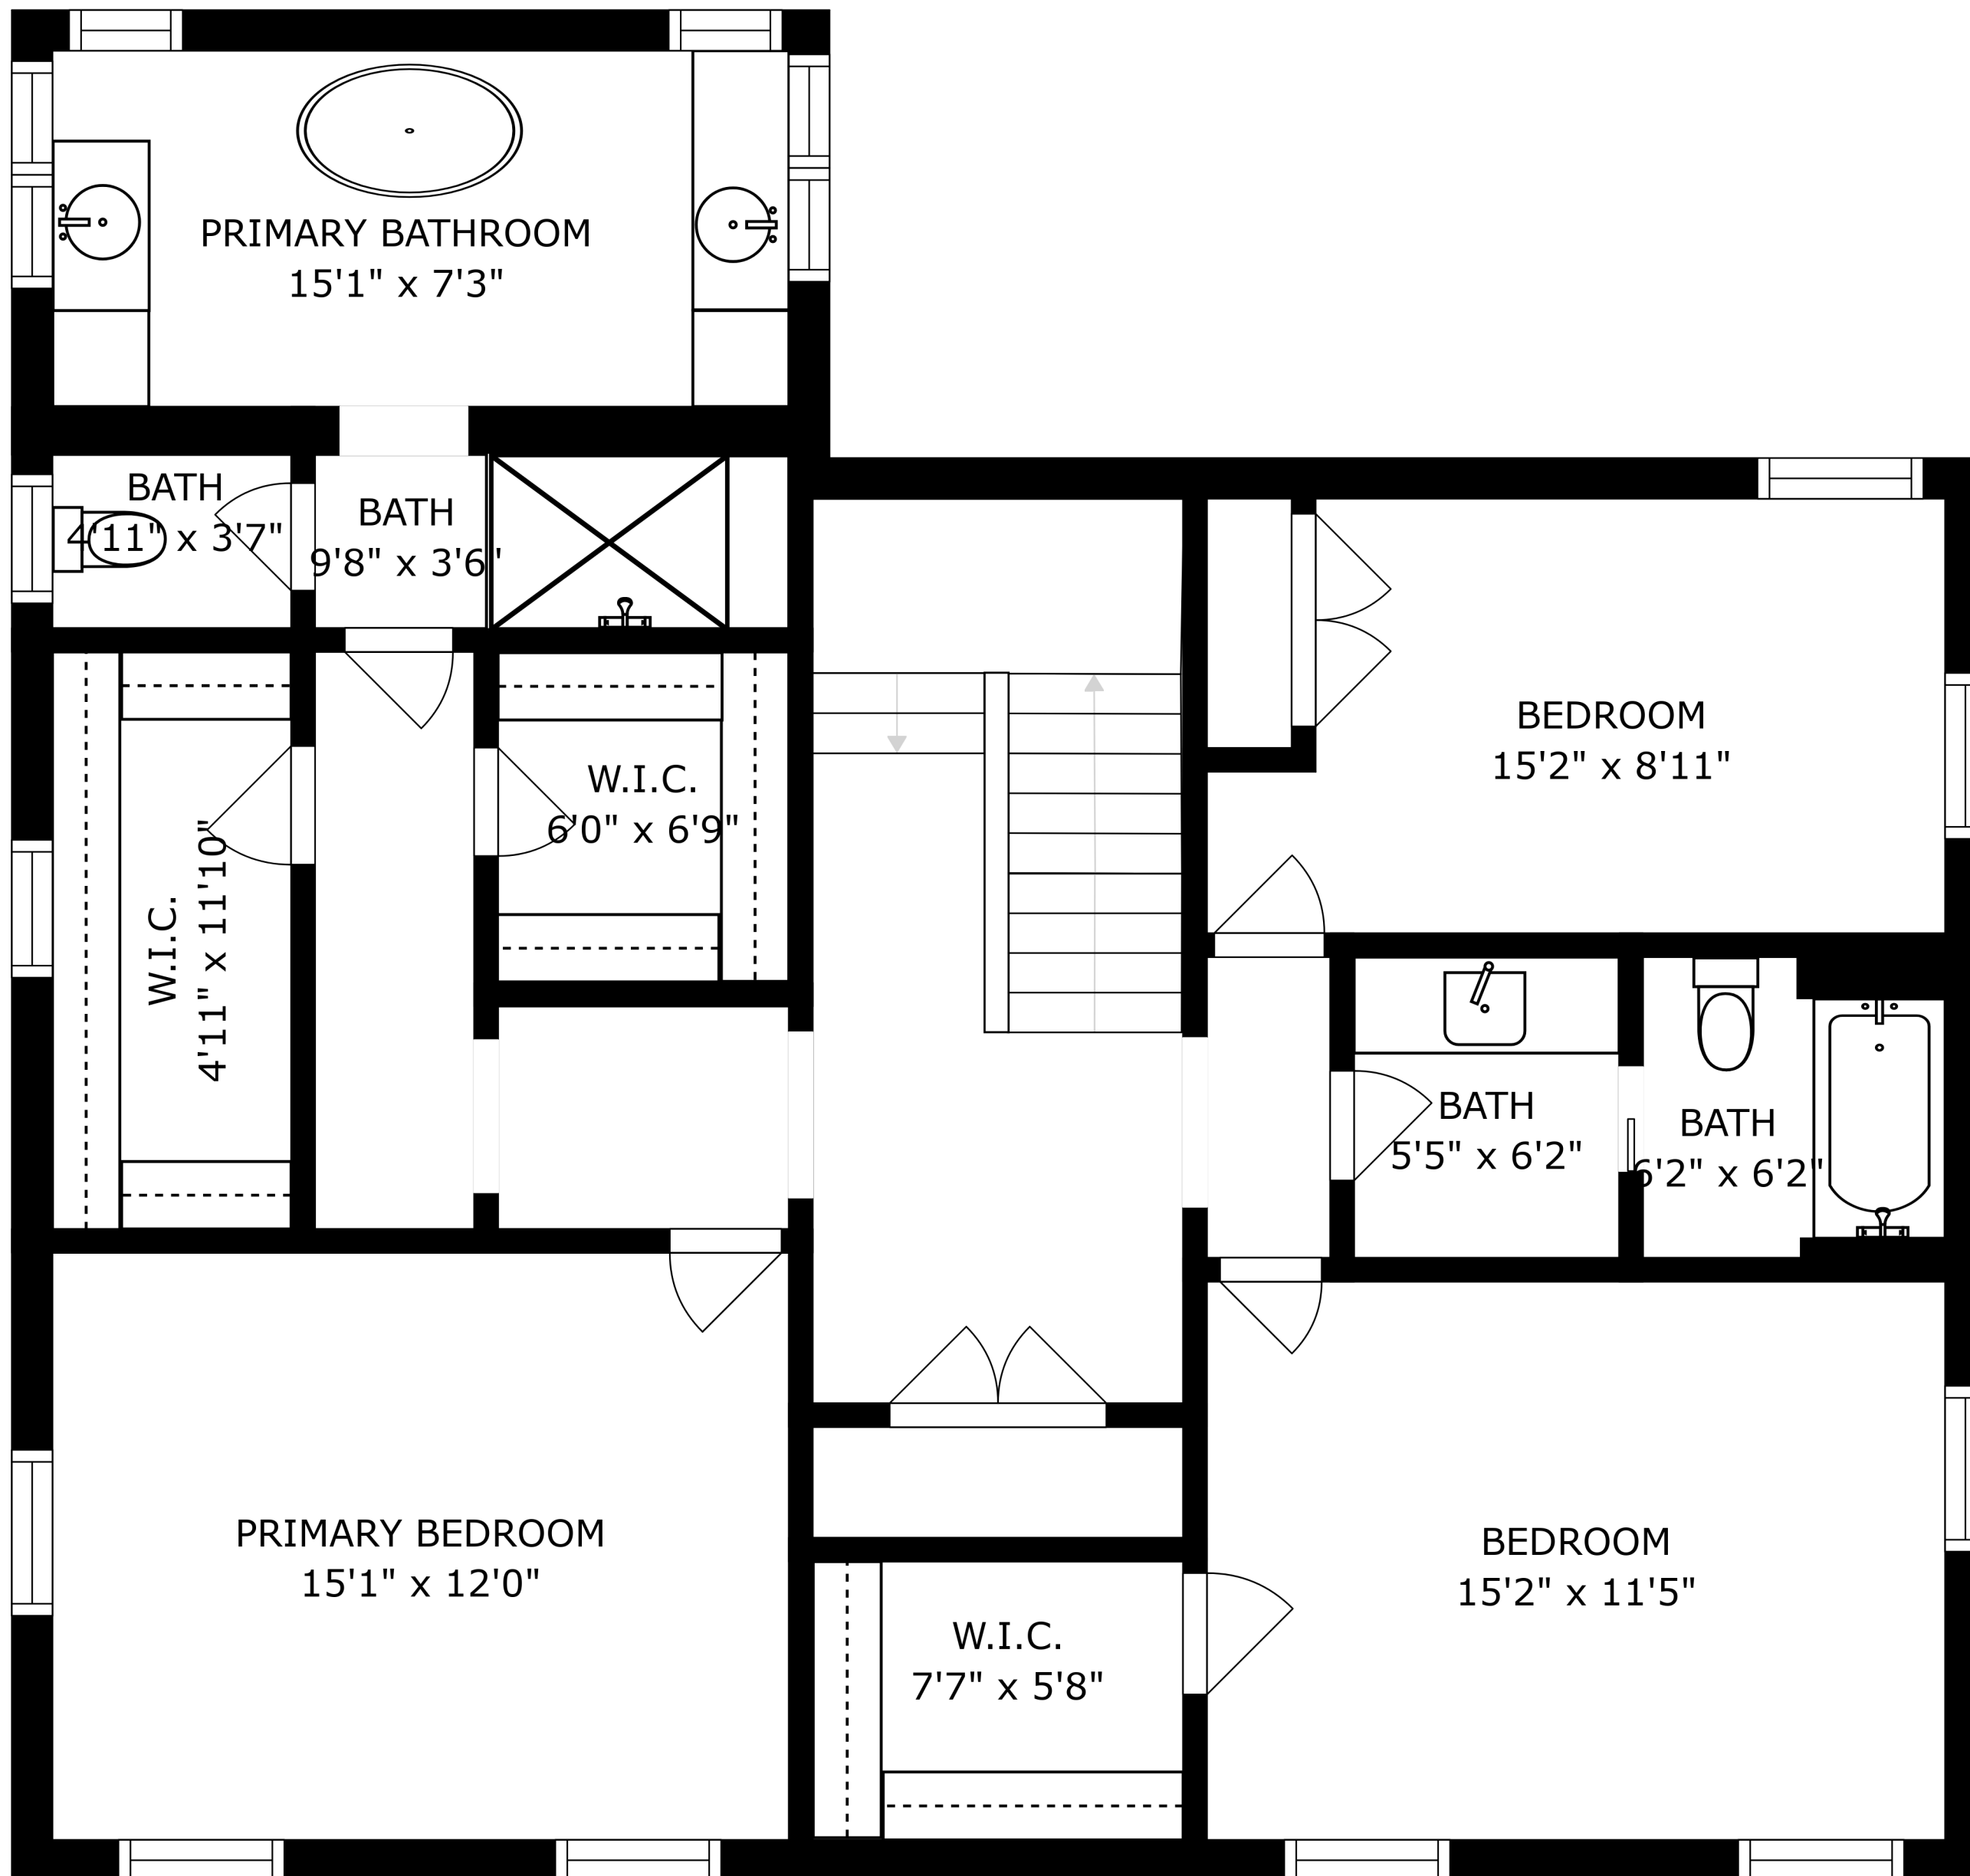 PRIMARY BATHROOM
15'1" x 7'3"
BATH
4'11" x 3'7"
BATH
9'8" x 3'6"
BEDROOM
15'2" x 8'11"
W.I.C.
6'0" x 6'9"
W.I.C.
4'11" x 11'10"
BATH
5'5" x 6'2"
BATH
6'2" x 6'2"
PRIMARY BEDROOM
15'1" x 12'0"
BEDROOM
15'2" x 11'5"
W.I.C.
7'7" x 5'8"